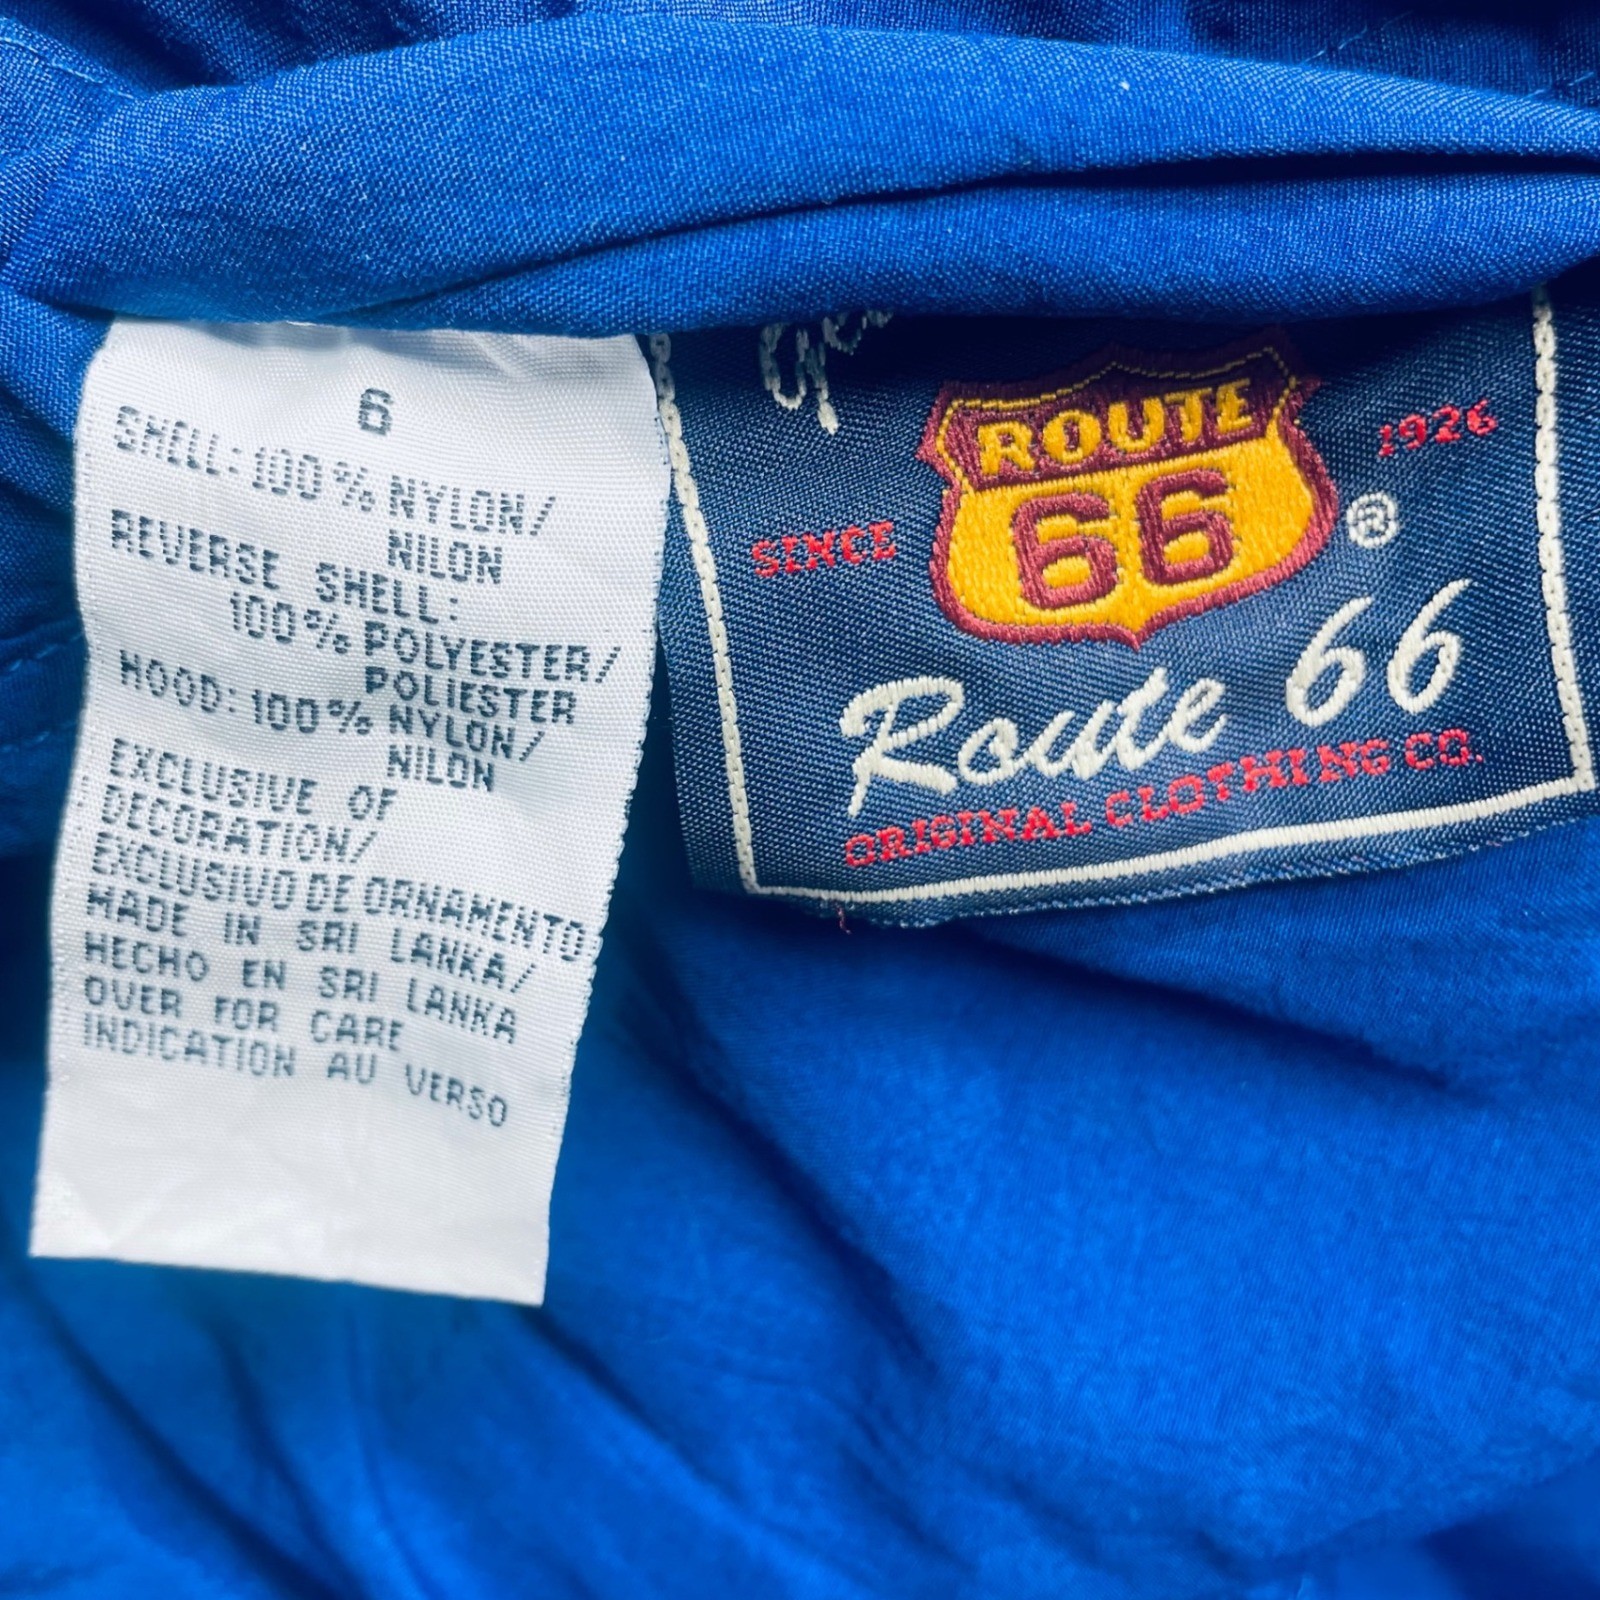 6
SHELL: 100% NYLON/
NILON
REVERSE SHELL:
100% POLYESTER/
POLIESTER
HOOD: 100% NYLON/
NILON
EXCLUSIVE OF
DECORATION/
EXCLUSIVO DE ORNAMENTO
MADE IN SRI LANKA/
HECHO EN SRI LANKA
OVER FOR CARE
INDICATION AU VERSO
ROUTE
66
®
SINCE 1926
Route 66
ORIGINAL CLOTHING CO.